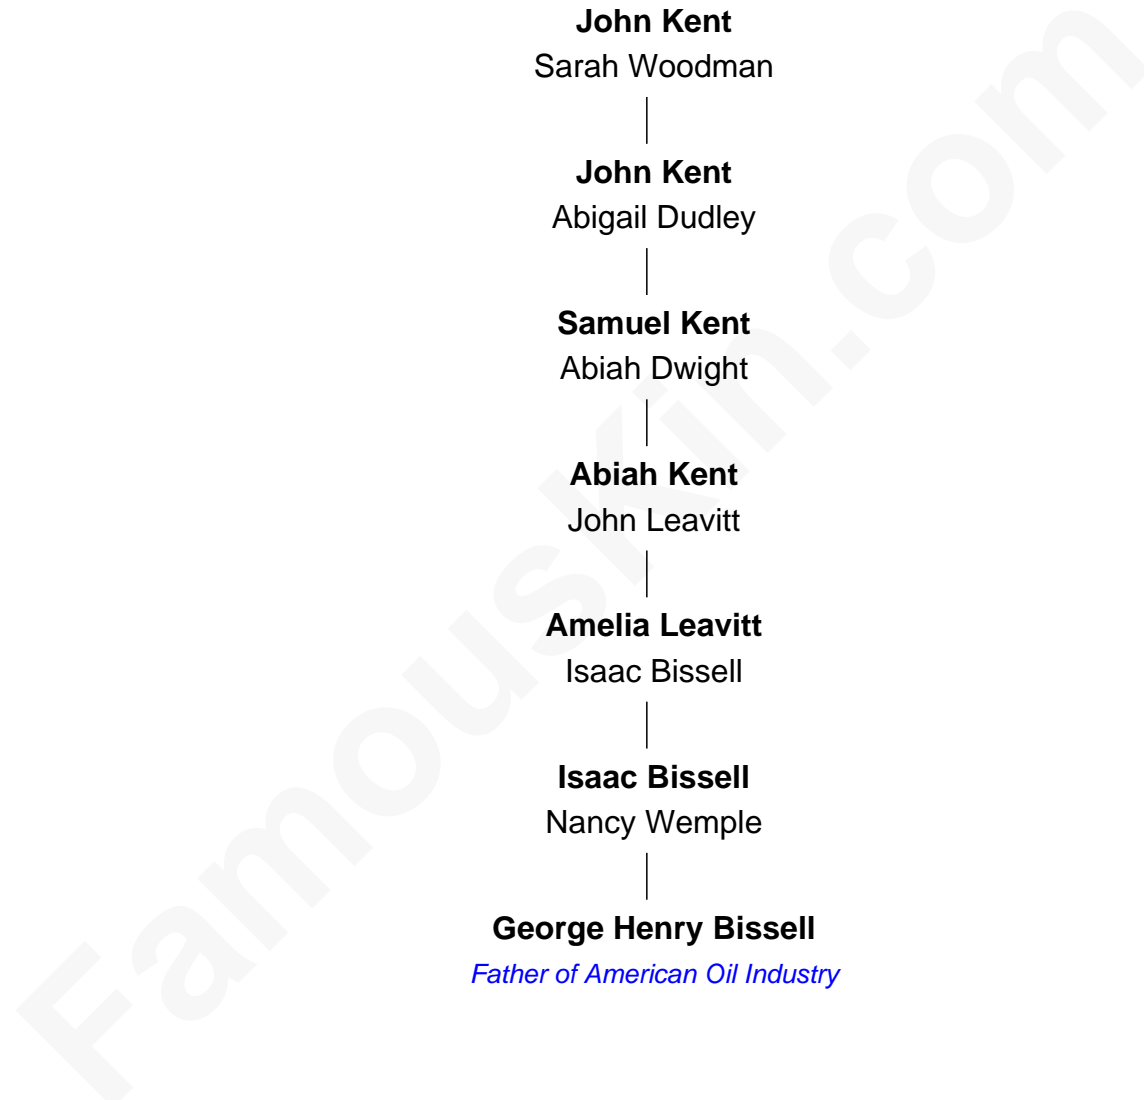 John Kent
Sarah Woodman
John Kent
Abigail Dudley
Samuel Kent
Abiah Dwight
Abiah Kent
John Leavitt
Amelia Leavitt
Isaac Bissell
Isaac Bissell
Nancy Wemple
George Henry Bissell
Father of American Oil Industry
FamousKin.com